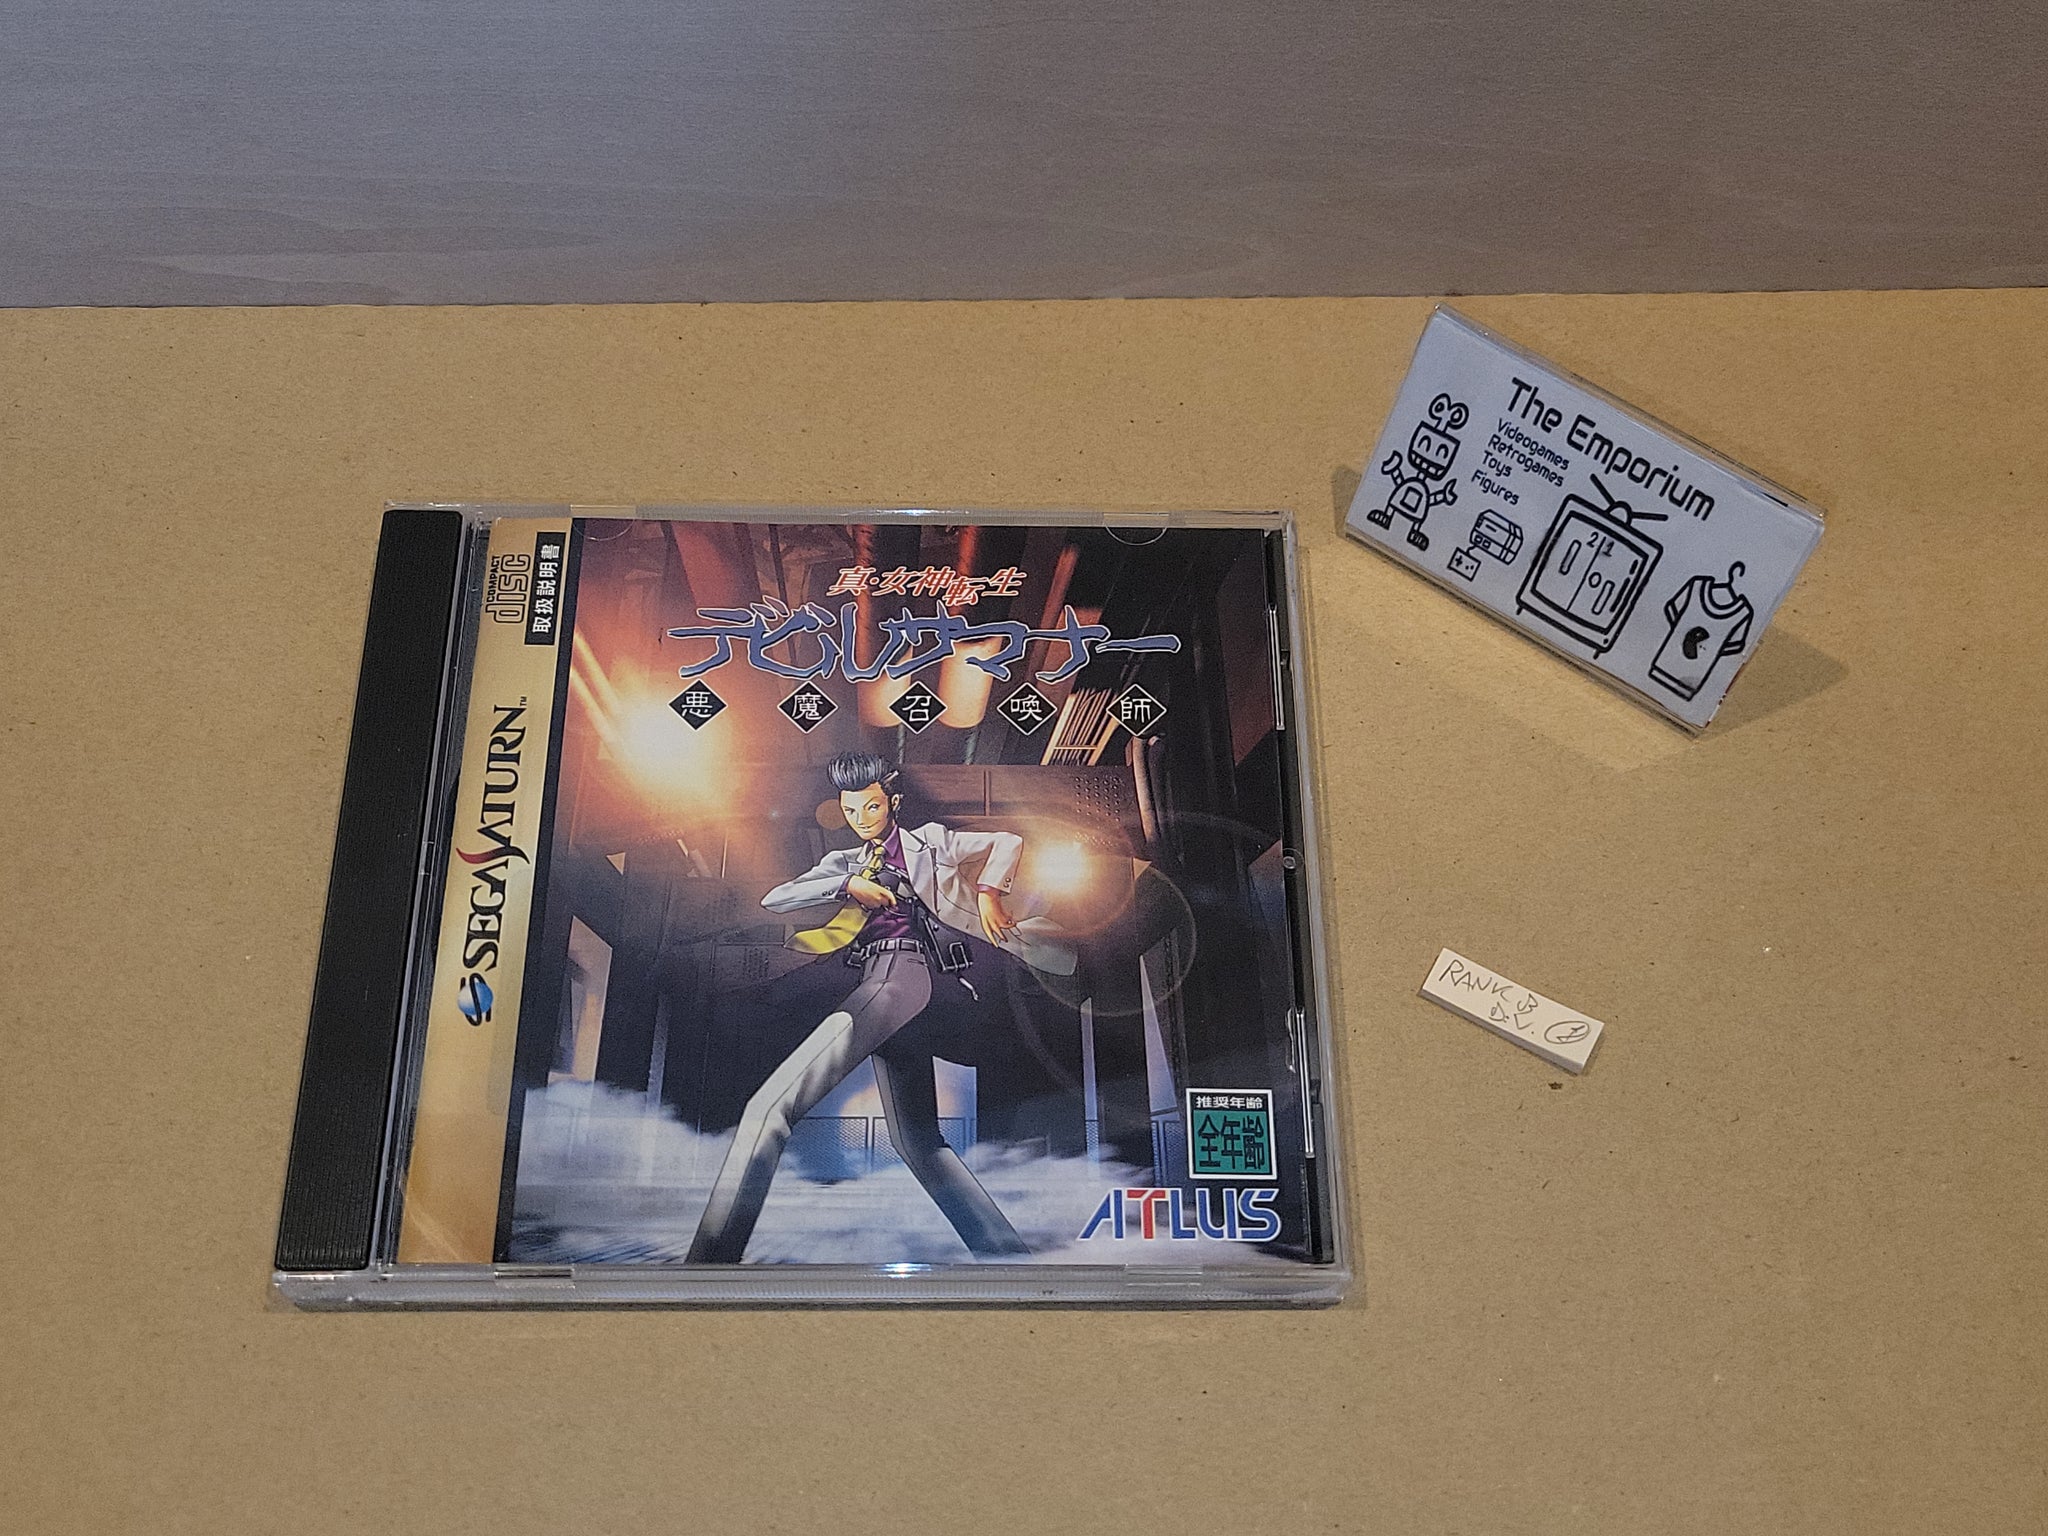 COMPACT
disc
取扱説明書
SEGA SATURN™
真・女神転生
デビルサマナー
悪魔召喚師
推奨年齢
全年齢
ATLUS
The Emporium
Videogames
Retrogames
Toys
Figures
RANK B